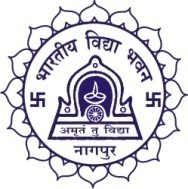 भारतीय विद्या भवन
अमृतं तु विद्या
नागपुर